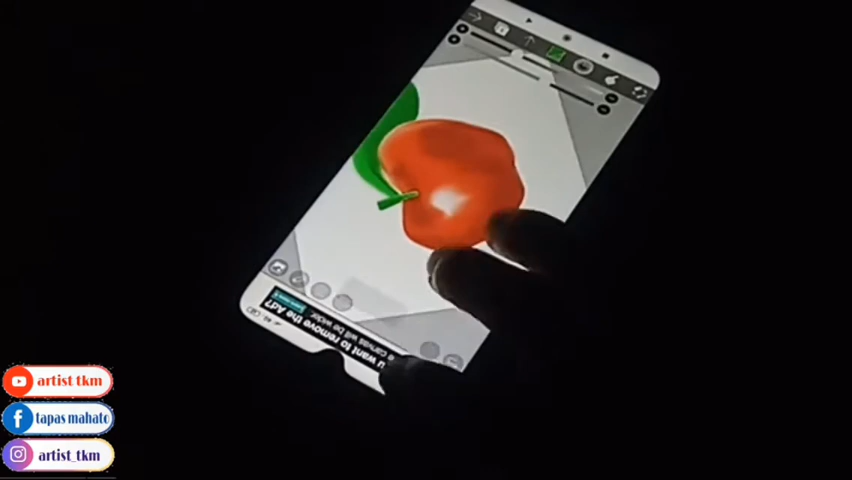 u want to remove the Ad?
e canvas will be wider.
artist tkm
tapas mahato
artist_tkm